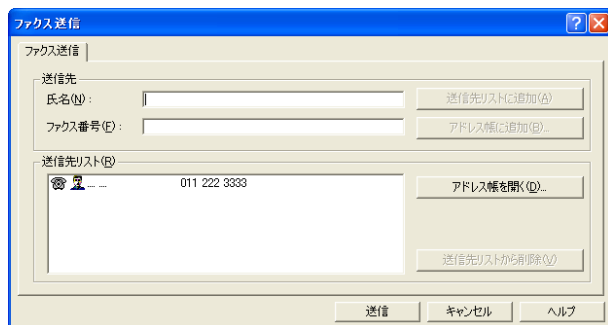 ファクス送信
ファクス送信
送信先
氏名(N)： 送信先リストに追加(A)
ファクス番号(F)： アドレス帳に追加(B)...
送信先リスト(R)
... ... 011 222 3333 アドレス帳を開く(D)...
送信先リストから削除(V)
送信 キャンセル ヘルプ